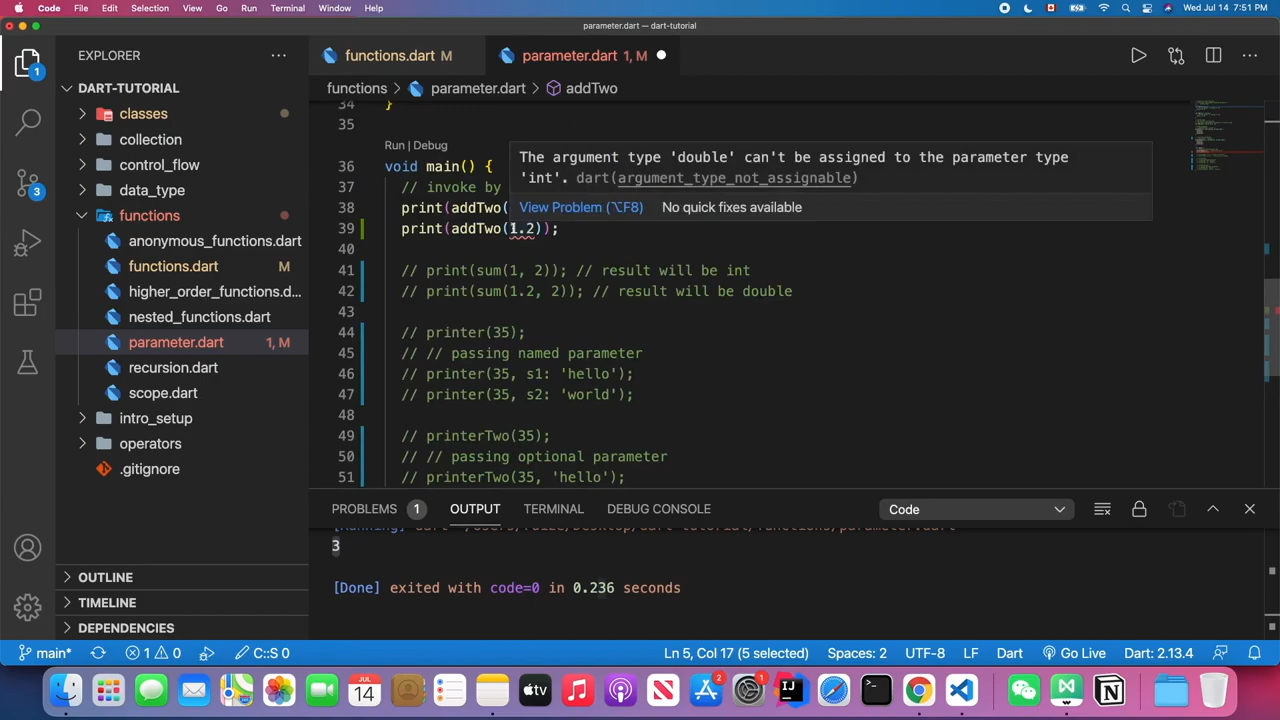 Code File Edit Selection View Go Run Terminal Window Help Wed Jul 14 7:51 PM
parameter.dart — dart-tutorial
EXPLORER
functions.dart M
parameter.dart 1, M
functions parameter.dart addTwo
DART-TUTORIAL
classes
collection
control_flow
data_type
functions
anonymous_functions.dart
functions.dart M
higher_order_functions.d...
nested_functions.dart
parameter.dart 1, M
recursion.dart
scope.dart
intro_setup
operators
.gitignore
OUTLINE
TIMELINE
DEPENDENCIES
1
3
34 }
35
Run | Debug
36 void main() {
37 // invoke by
38 print(addTwo(
39 print(addTwo(1.2));
40
41 // print(sum(1, 2)); // result will be int
42 // print(sum(1.2, 2)); // result will be double
43
44 // printer(35);
45 // // passing named parameter
46 // printer(35, s1: 'hello');
47 // printer(35, s2: 'world');
48
49 // printerTwo(35);
50 // // passing optional parameter
51 // printerTwo(35, 'hello');
The argument type 'double' can't be assigned to the parameter type
'int'. dart(argument_type_not_assignable)
View Problem (⌥F8) No quick fixes available
PROBLEMS 1 OUTPUT TERMINAL DEBUG CONSOLE Code
3
[Done] exited with code=0 in 0.236 seconds
main* 1 0 C::S 0 Ln 5, Col 17 (5 selected) Spaces: 2 UTF-8 LF Dart Go Live Dart: 2.13.4
JUL
14
tv
2
1
IJ